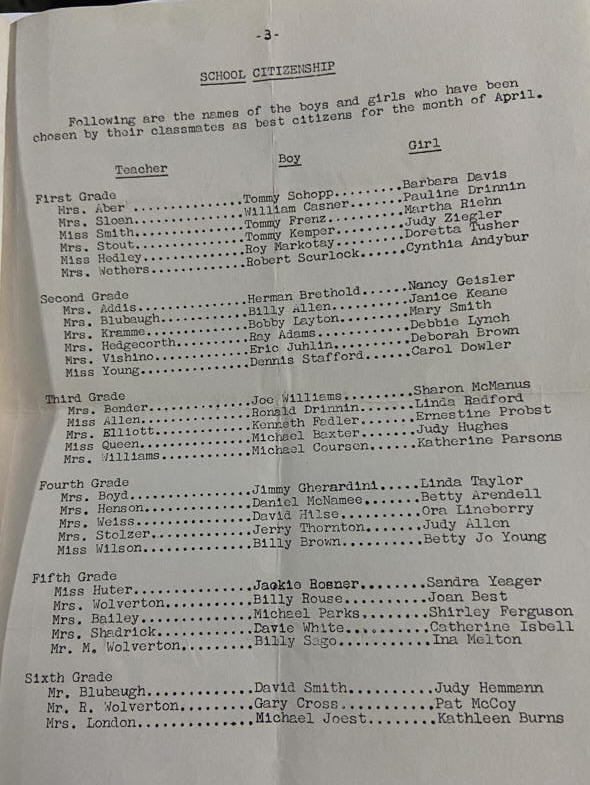 -3-
SCHOOL CITIZENSHIP
Following are the names of the boys and girls who have been
chosen by their classmates as best citizens for the month of April.
Teacher Boy Girl
First Grade
Mrs. Aber..................Tommy Schopp........Barbara Davis
Mrs. Sloan.................William Casner.......Pauline Drinnin
Miss Smith.................Tommy Frenz..........Martha Riehn
Mrs. Stout.................Tommy Kemper.........Judy Ziegler
Miss Hedley................Roy Markotay.........Doretta Tusher
Mrs. Wethers...............Robert Scurlock......Cynthia Andybur
Second Grade
Mrs. Addis.................Herman Brethold......Nancy Geisler
Mrs. Blubaugh..............Billy Allen..........Janice Keane
Mrs. Kramme................Bobby Layton.........Mary Smith
Mrs. Hedgecorth............Ray Adams............Debbie Lynch
Mrs. Vishino...............Eric Juhlin..........Deborah Brown
Miss Young.................Dennis Stafford......Carol Dowler
Third Grade
Mrs. Bender................Joe Williams.........Sharon McManus
Miss Allen.................Ronald Drinnin.......Linda Radford
Mrs. Elliott...............Kenneth Fedler.......Ernestine Probst
Miss Queen.................Michael Baxter.......Judy Hughes
Mrs. Williams..............Michael Coursen......Katherine Parsons
Fourth Grade
Mrs. Boyd..................Jimmy Gherardini.....Linda Taylor
Mrs. Henson................Daniel McNamee.......Betty Arendell
Mrs. Weiss.................David Hilse..........Ora Lineberry
Mrs. Stolzer...............Jerry Thornton.......Judy Allen
Miss Wilson................Billy Brown..........Betty Jo Young
Fifth Grade
Miss Huter.................Jackie Rosner........Sandra Yeager
Mrs. Wolverton.............Billy Rouse..........Joan Best
Mrs. Bailey................Michael Parks........Shirley Ferguson
Mrs. Shadrick..............Davie White..........Catherine Isbell
Mr. M. Wolverton...........Billy Sago...........Ina Melton
Sixth Grade
Mr. Blubaugh...............David Smith..........Judy Hemmann
Mr. R. Wolverton...........Gary Cross...........Pat McCoy
Mrs. London................Michael Joest........Kathleen Burns